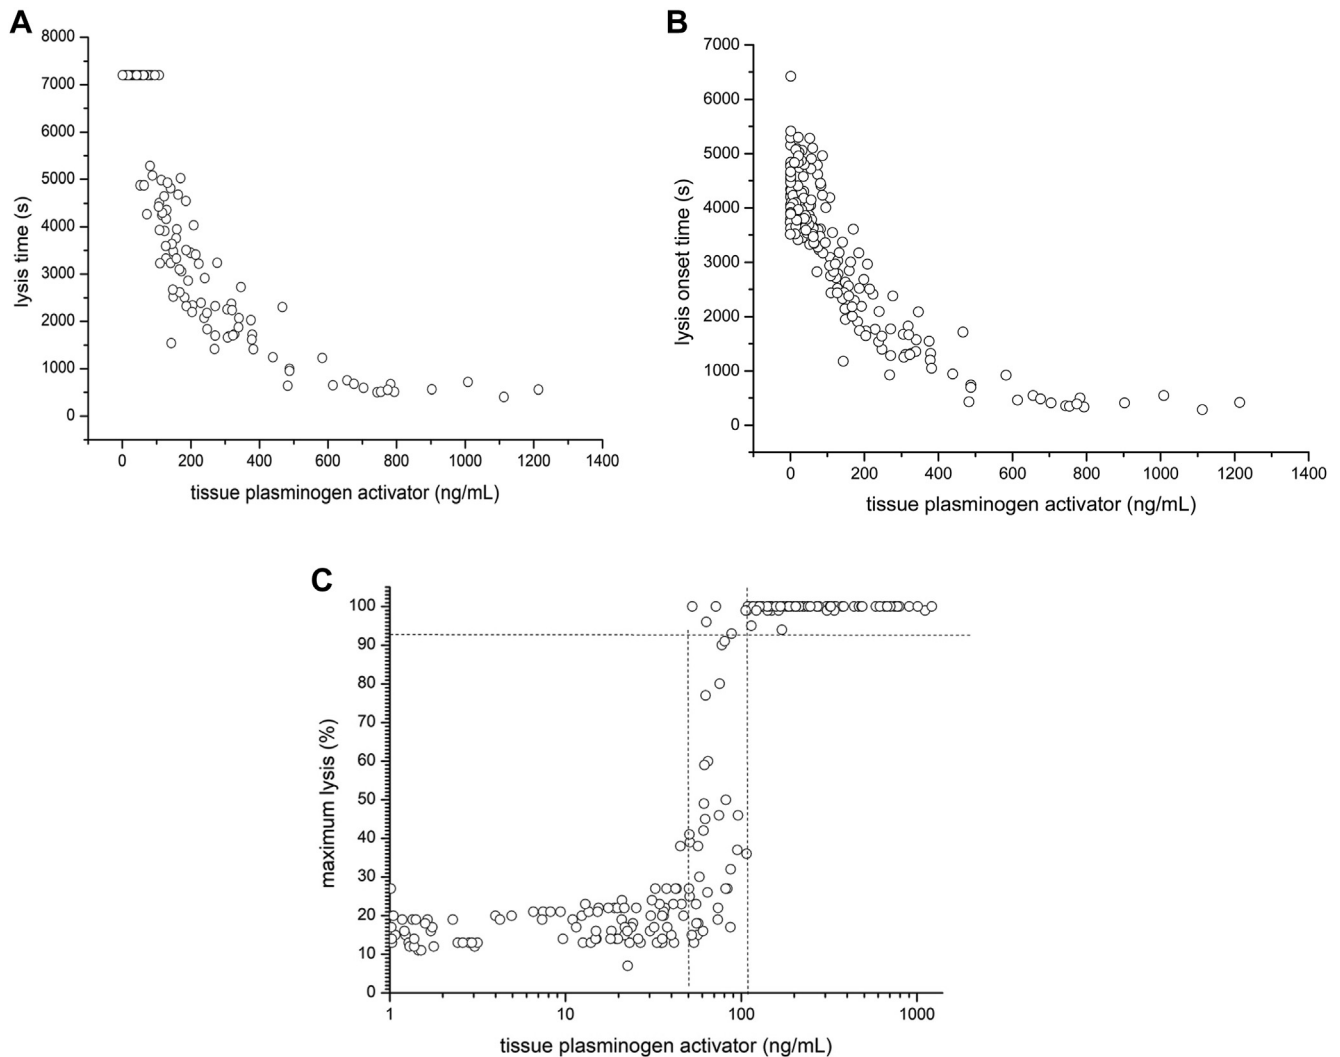 A
8000
7000
6000
5000
4000
3000
2000
1000
0
lysis time (s)
0 200 400 600 800 1000 1200 1400
tissue plasminogen activator (ng/mL)
B
7000
6000
5000
4000
3000
2000
1000
0
lysis onset time (s)
0 200 400 600 800 1000 1200 1400
tissue plasminogen activator (ng/mL)
C
100
90
80
70
60
50
40
30
20
10
0
maximum lysis (%)
1 10 100 1000
tissue plasminogen activator (ng/mL)